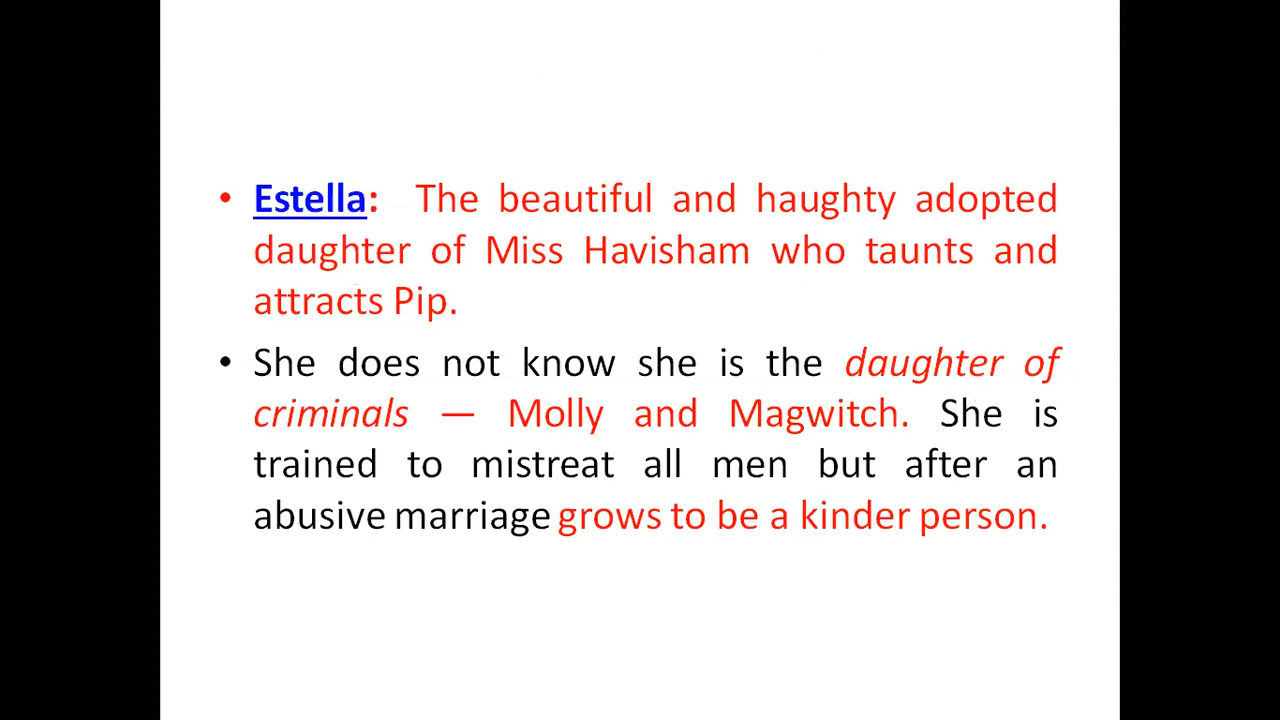 • Estella: The beautiful and haughty adopted
daughter of Miss Havisham who taunts and
attracts Pip.
• She does not know she is the daughter of
criminals — Molly and Magwitch. She is
trained to mistreat all men but after an
abusive marriage grows to be a kinder person.